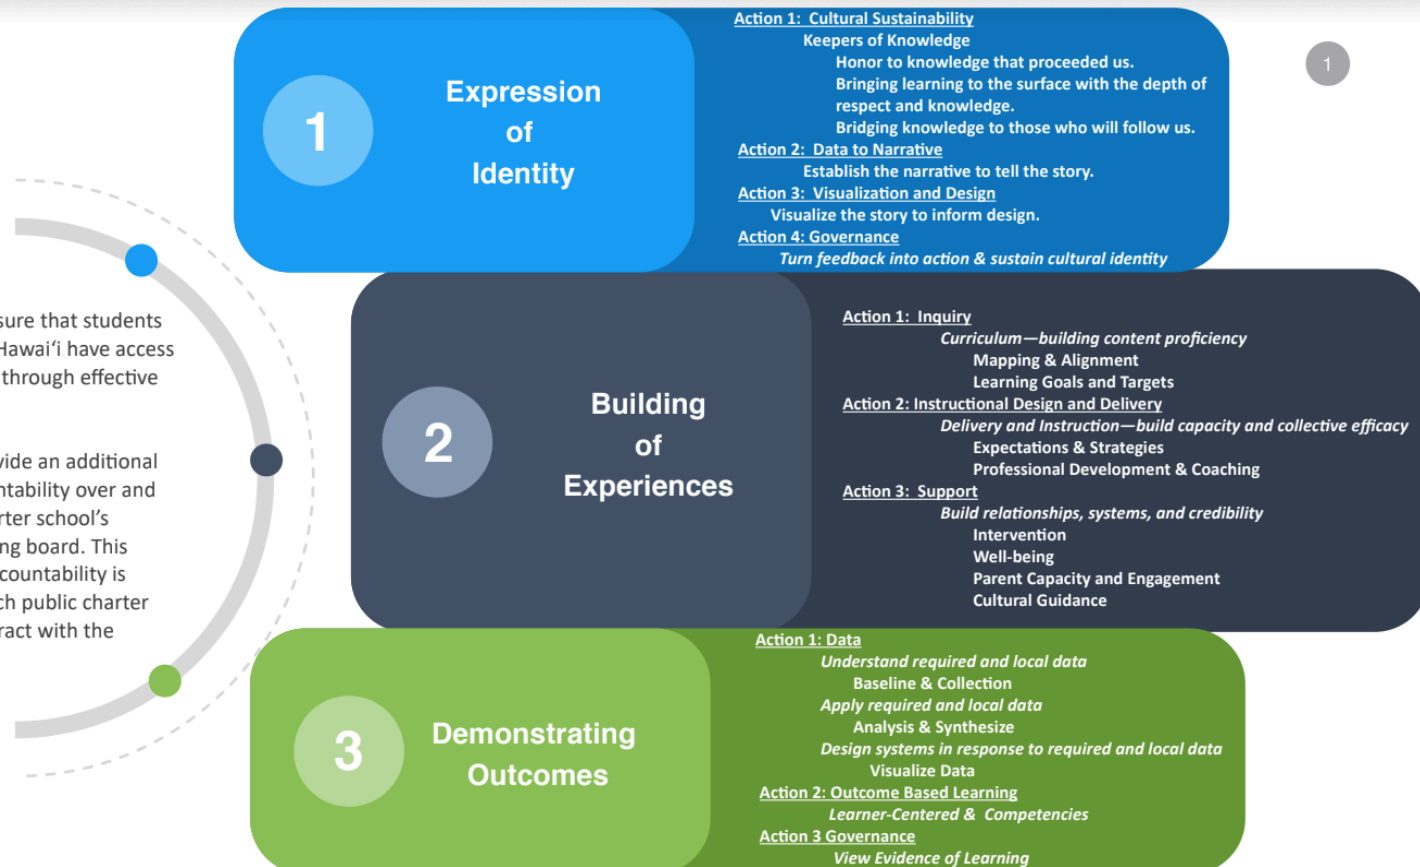 1
Expression
of
Identity
Action 1:  Cultural Sustainability
Keepers of Knowledge
Honor to knowledge that proceeded us.
Bringing learning to the surface with the depth of
respect and knowledge.
Bridging knowledge to those who will follow us.
Action 2:  Data to Narrative
Establish the narrative to tell the story.
Action 3:  Visualization and Design
Visualize the story to inform design.
Action 4: Governance
Turn feedback into action & sustain cultural identity
1
sure that students
Hawaiʻi have access
through effective
vide an additional
ntability over and
rter school’s
ng board. This
countability is
ch public charter
ract with the
2
Building
of
Experiences
Action 1:  Inquiry
Curriculum—building content proficiency
Mapping & Alignment
Learning Goals and Targets
Action 2: Instructional Design and Delivery
Delivery and Instruction—build capacity and collective efficacy
Expectations & Strategies
Professional Development & Coaching
Action 3:  Support
Build relationships, systems, and credibility
Intervention
Well-being
Parent Capacity and Engagement
Cultural Guidance
3
Demonstrating
Outcomes
Action 1: Data
Understand required and local data
Baseline & Collection
Apply required and local data
Analysis & Synthesize
Design systems in response to required and local data
Visualize Data
Action 2: Outcome Based Learning
Learner-Centered &  Competencies
Action 3 Governance
View Evidence of Learning